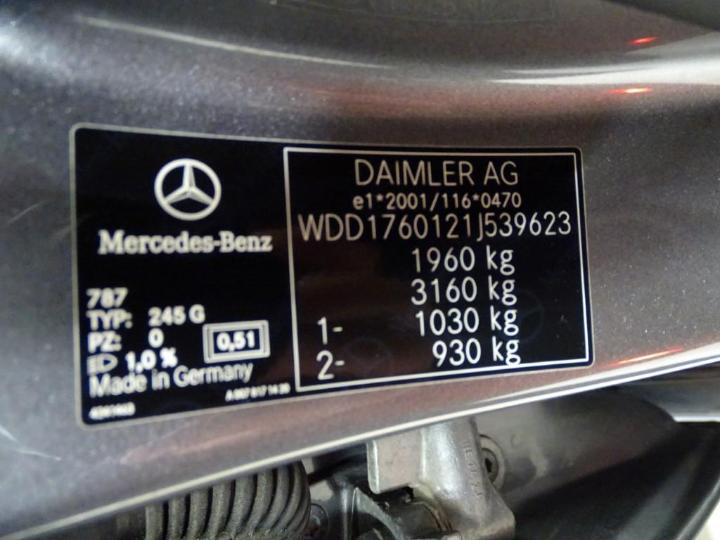 Mercedes-Benz
787
TYP: 245 G
PZ: 0
0,51
1,0 %
Made in Germany
DAIMLER AG
e1*2001/116*0470
WDD1760121J539623
1960 kg
3160 kg
1- 1030 kg
2- 930 kg